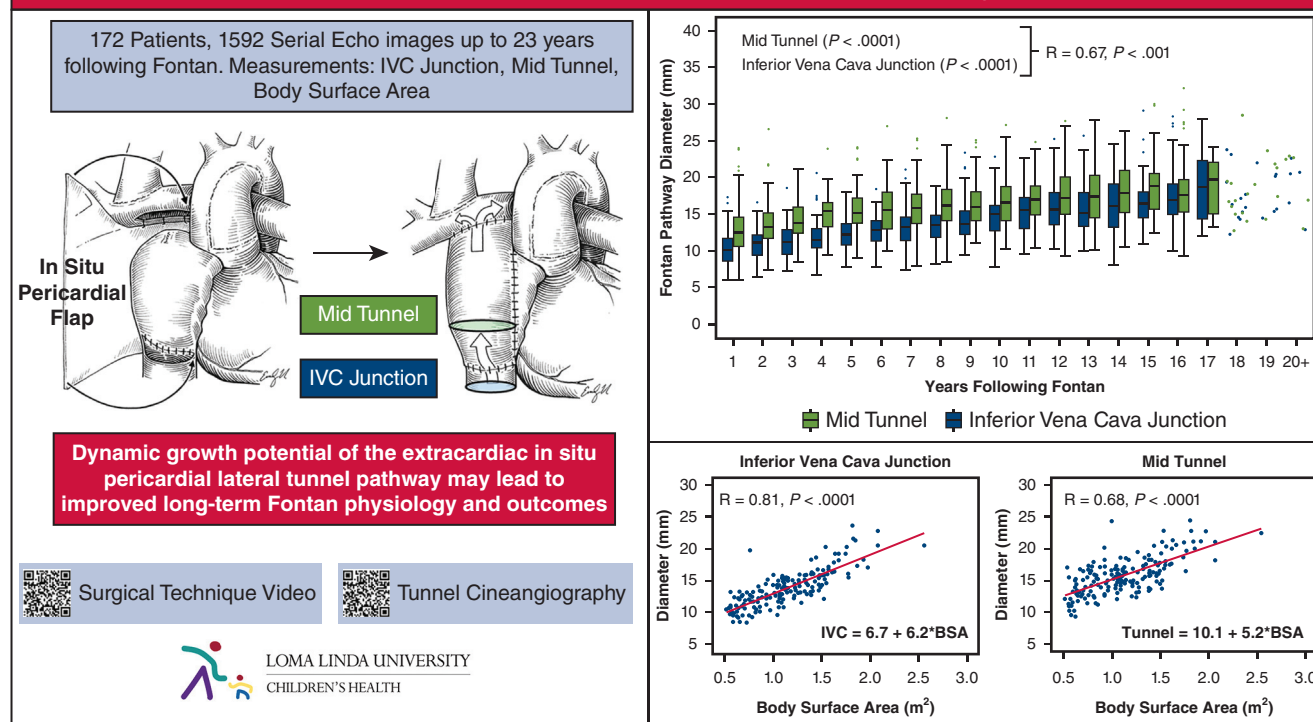 172 Patients, 1592 Serial Echo images up to 23 years
following Fontan. Measurements: IVC Junction, Mid Tunnel,
Body Surface Area
In Situ
Pericardial
Flap
Mid Tunnel
IVC Junction
Dynamic growth potential of the extracardiac in situ
pericardial lateral tunnel pathway may lead to
improved long-term Fontan physiology and outcomes
Surgical Technique Video
Tunnel Cineangiography
LOMA LINDA UNIVERSITY
CHILDREN'S HEALTH
Fontan Pathway Diameter (mm)
40
35
30
25
20
15
10
5
0
Mid Tunnel (P < .0001)
Inferior Vena Cava Junction (P < .0001)
R = 0.67, P < .001
1 2 3 4 5 6 7 8 9 10 11 12 13 14 15 16 17 18 19 20+
Years Following Fontan
Mid Tunnel Inferior Vena Cava Junction
Inferior Vena Cava Junction
Diameter (mm)
30
25
20
15
10
5
R = 0.81, P < .0001
IVC = 6.7 + 6.2*BSA
0.5 1.0 1.5 2.0 2.5 3.0
Body Surface Area (m²)
Mid Tunnel
Diameter (mm)
30
25
20
15
10
5
R = 0.68, P < .0001
Tunnel = 10.1 + 5.2*BSA
0.5 1.0 1.5 2.0 2.5 3.0
Body Surface Area (m²)